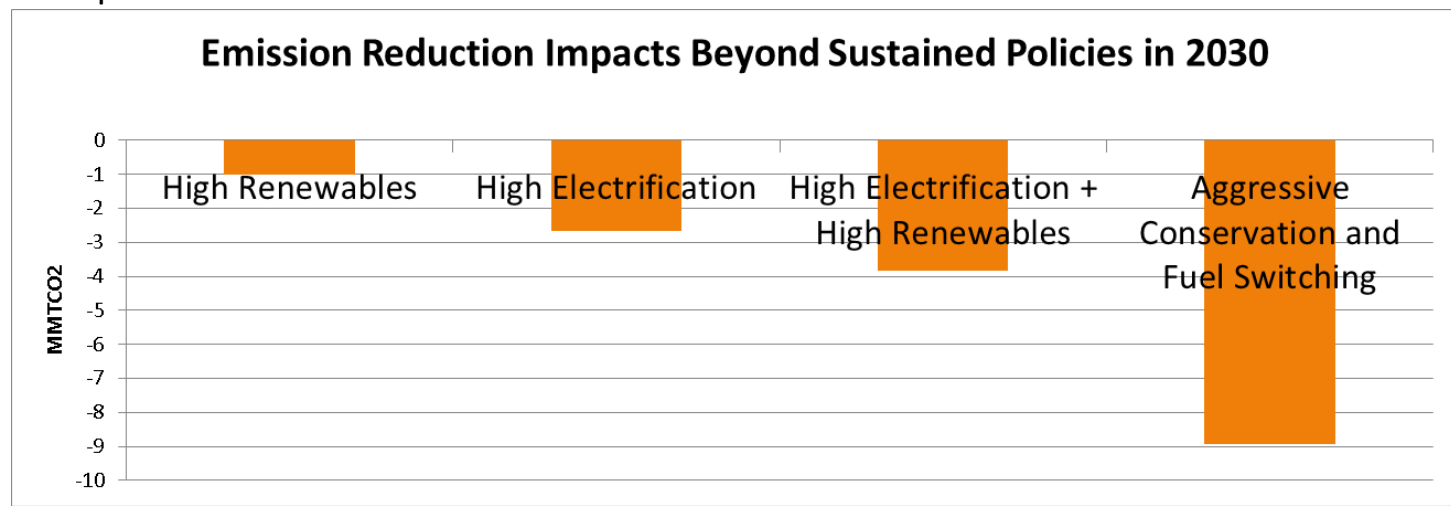 Emission Reduction Impacts Beyond Sustained Policies in 2030
0
-1
-2
-3
-4
-5
-6
-7
-8
-9
-10
MMTCO2
High Renewables
High Electrification
High Electrification +
High Renewables
Aggressive
Conservation and
Fuel Switching